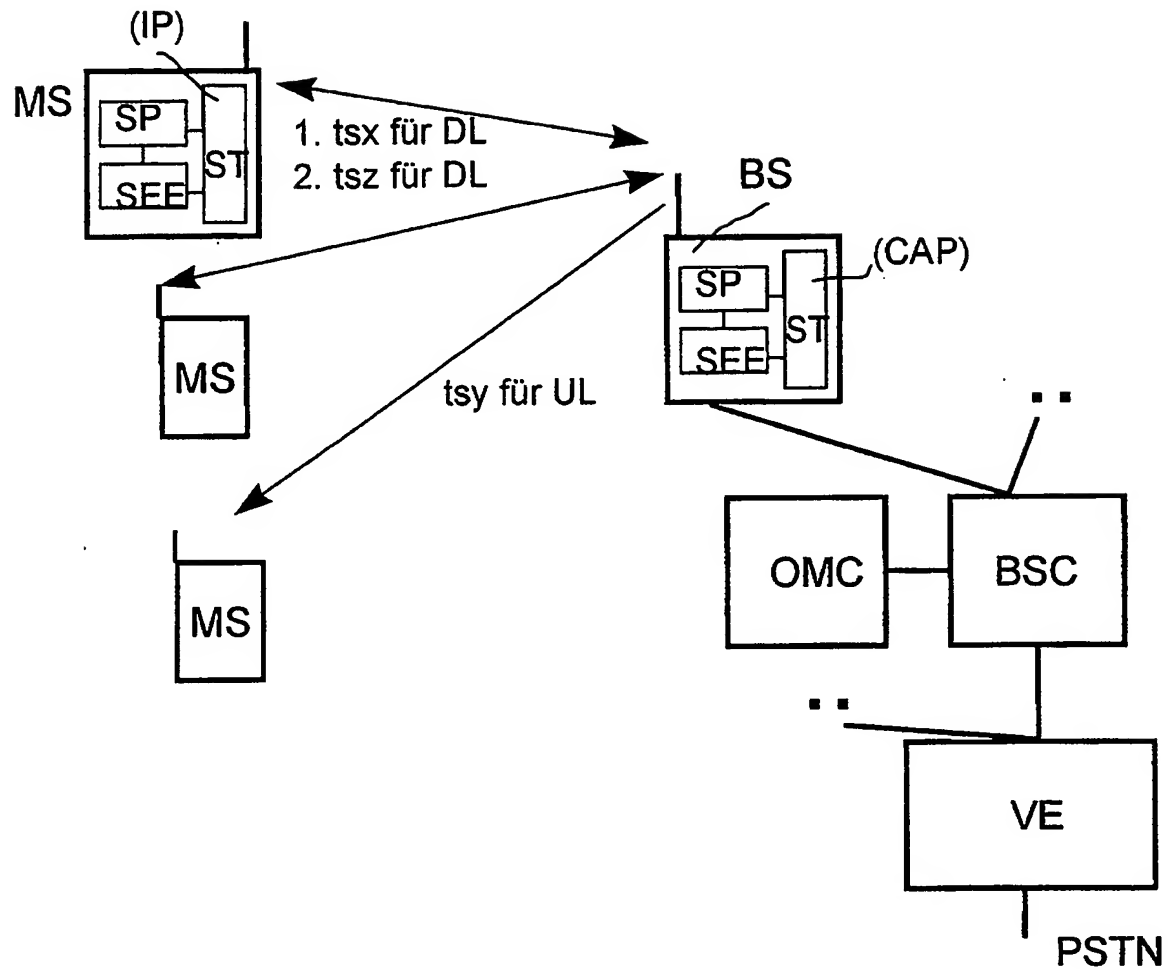 (IP)
MS
SP
ST
SEE
1. tsx für DL
2. tsz für DL
BS
(CAP)
SP
ST
SEE
MS
tsy für UL
. .
OMC
BSC
MS
. .
VE
PSTN